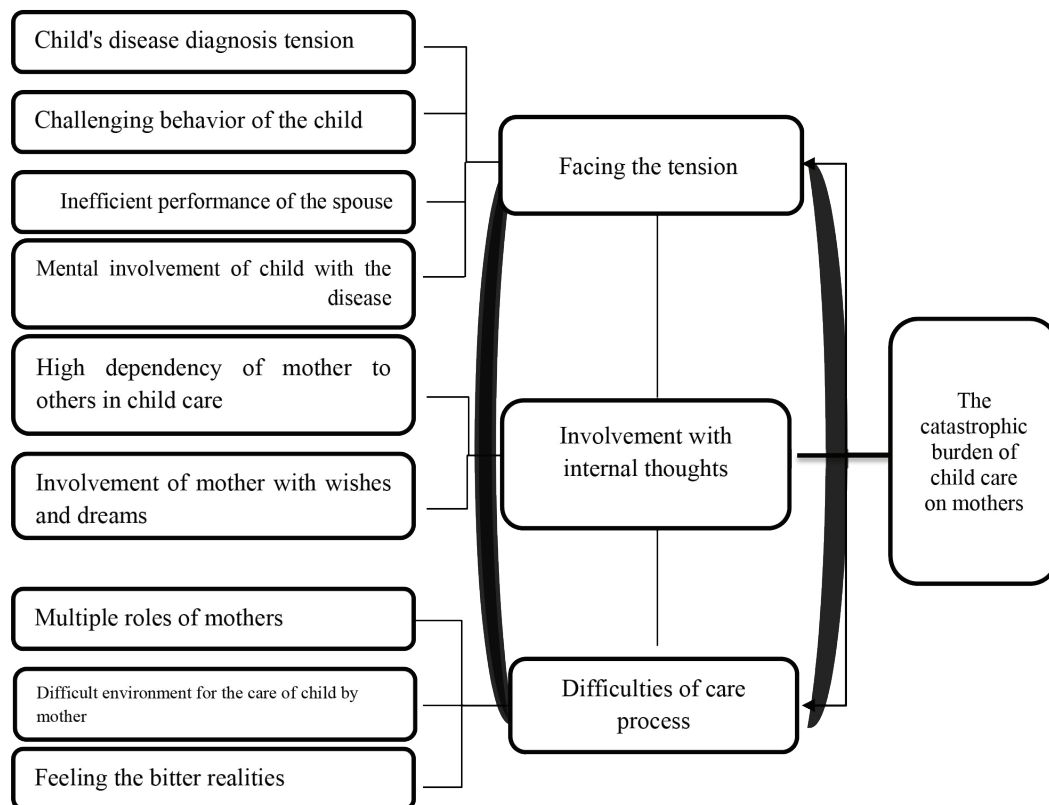 Child's disease diagnosis tension
Challenging behavior of the child
Inefficient performance of the spouse
Mental involvement of child with the
disease
High dependency of mother to
others in child care
Involvement of mother with wishes
and dreams
Multiple roles of mothers
Difficult environment for the care of child by
mother
Feeling the bitter realities
Facing the tension
Involvement with
internal thoughts
Difficulties of care
process
The
catastrophic
burden of
child care
on mothers